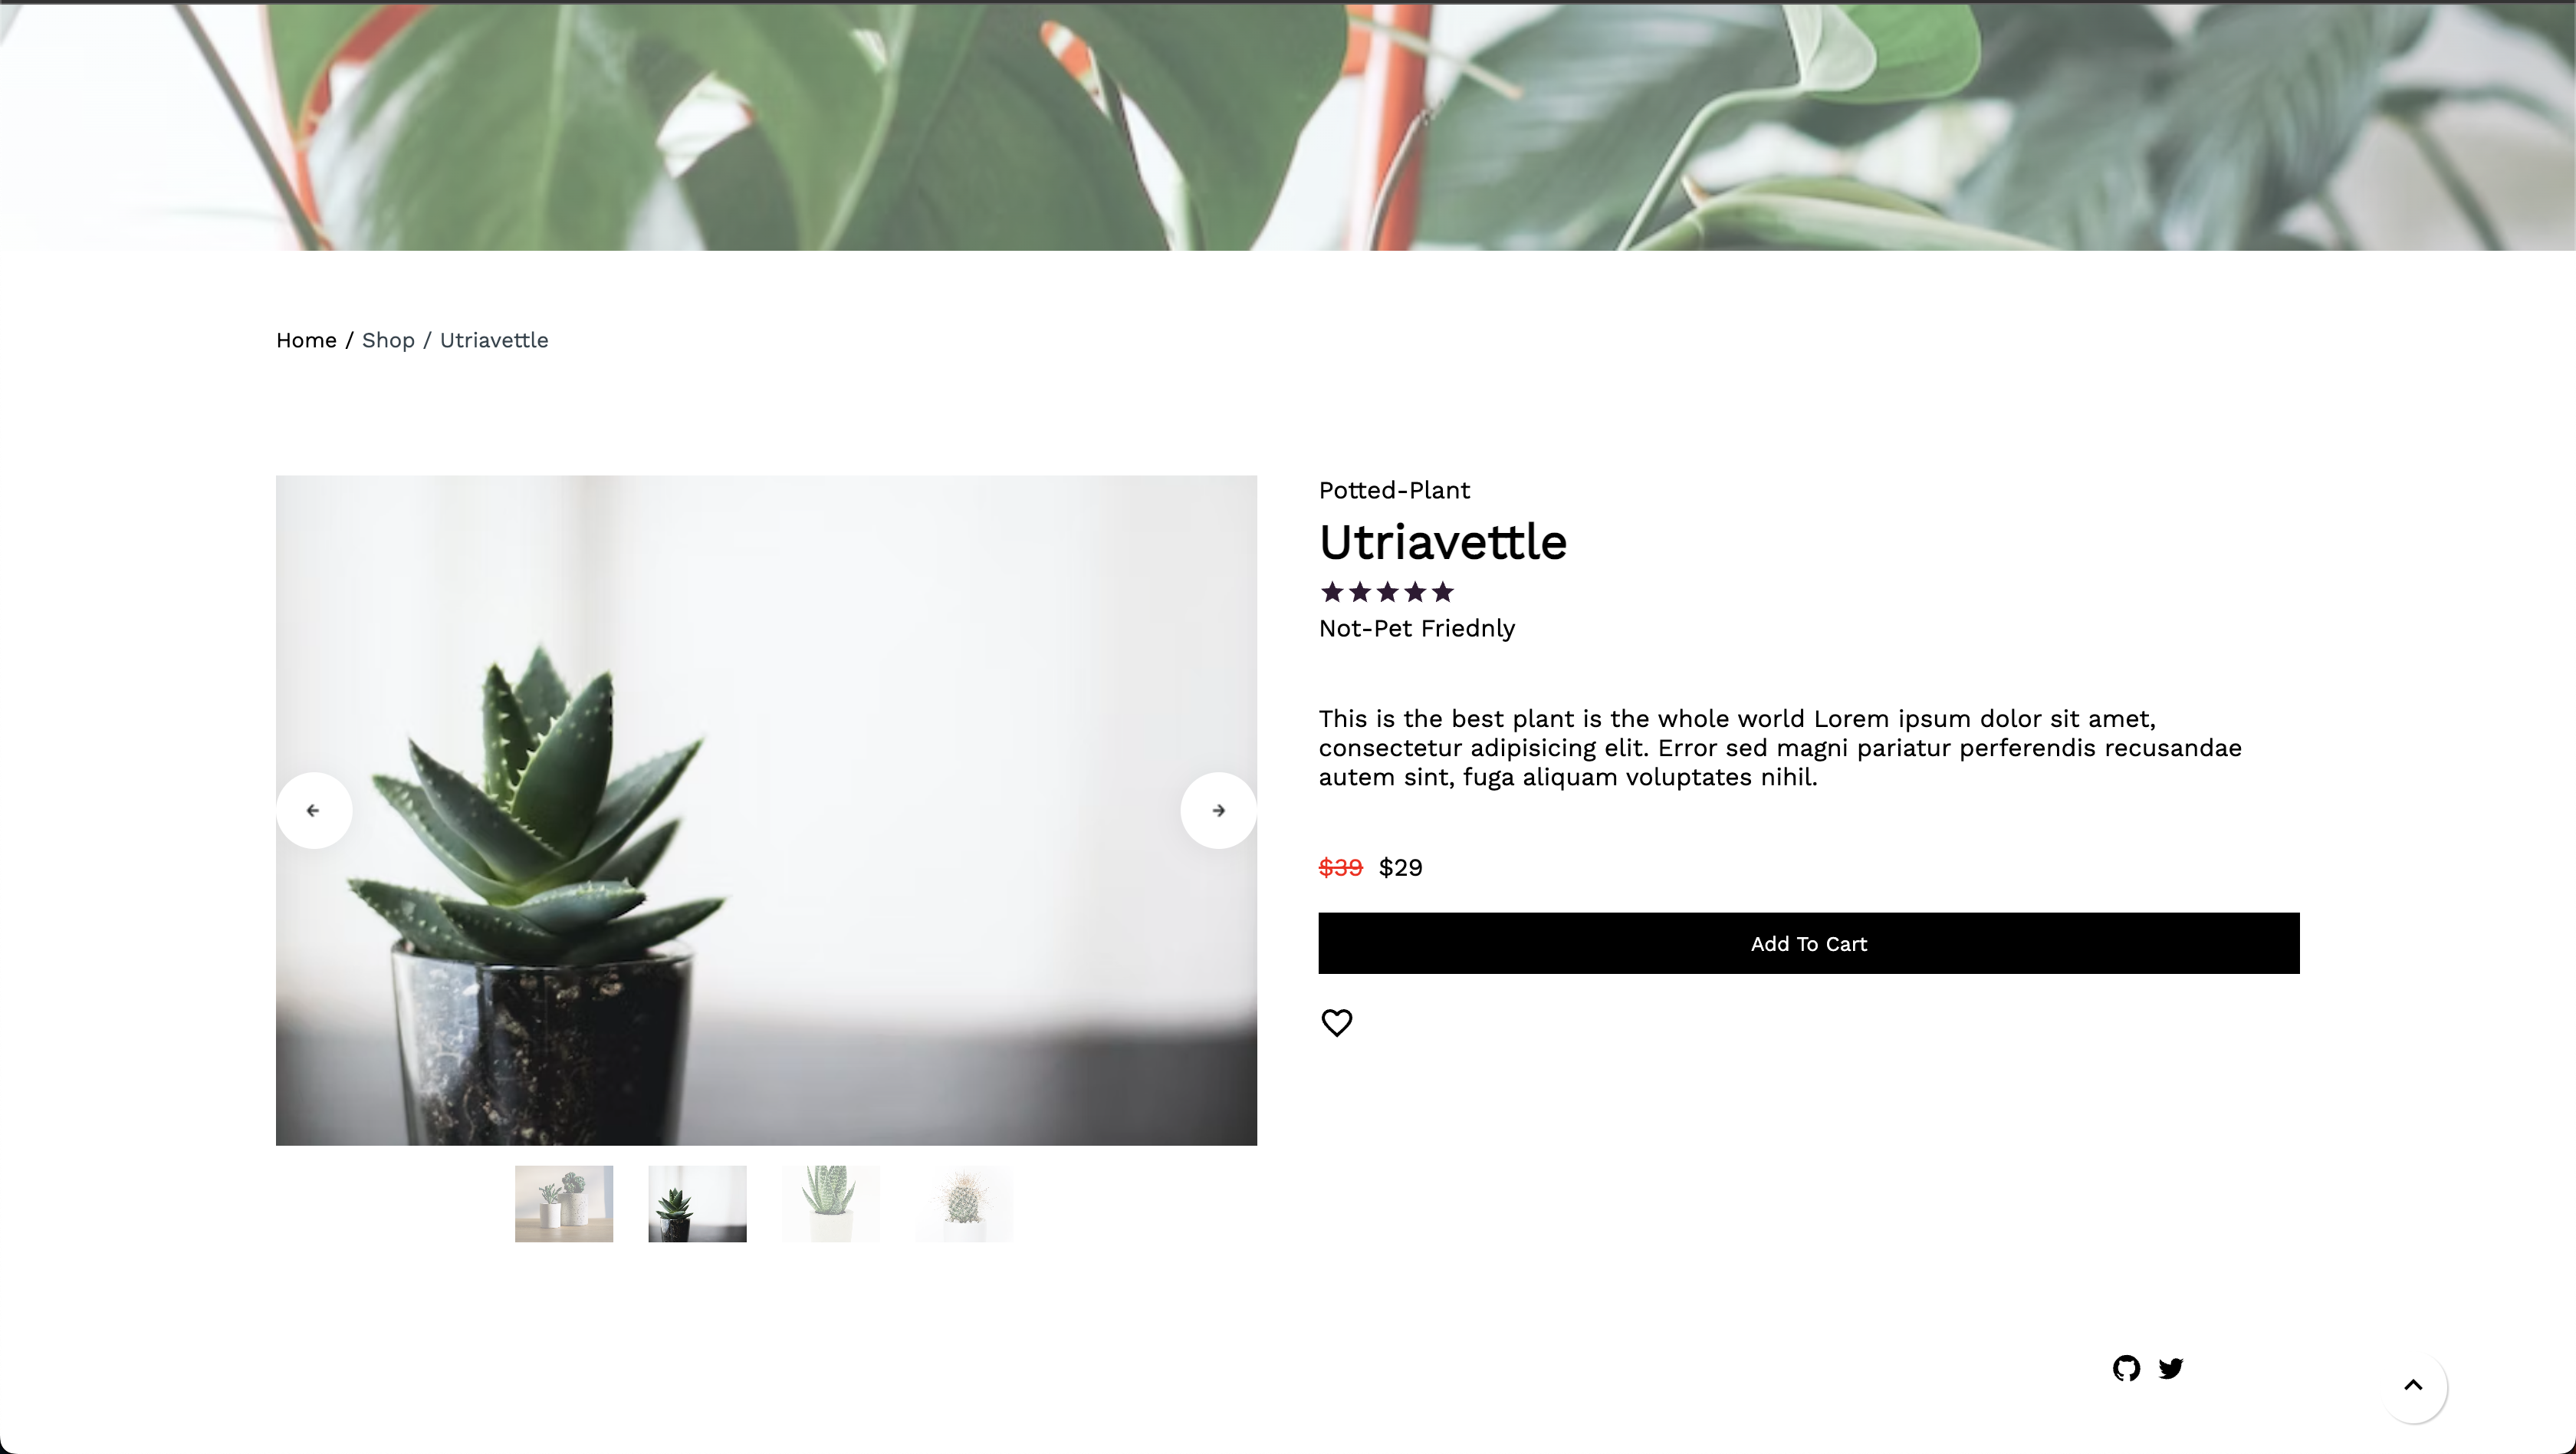 Home / Shop / Utriavettle
Potted-Plant
Utriavettle
Not-Pet Friednly
This is the best plant is the whole world Lorem ipsum dolor sit amet,
consectetur adipisicing elit. Error sed magni pariatur perferendis recusandae
autem sint, fuga aliquam voluptates nihil.
$39 $29
Add To Cart